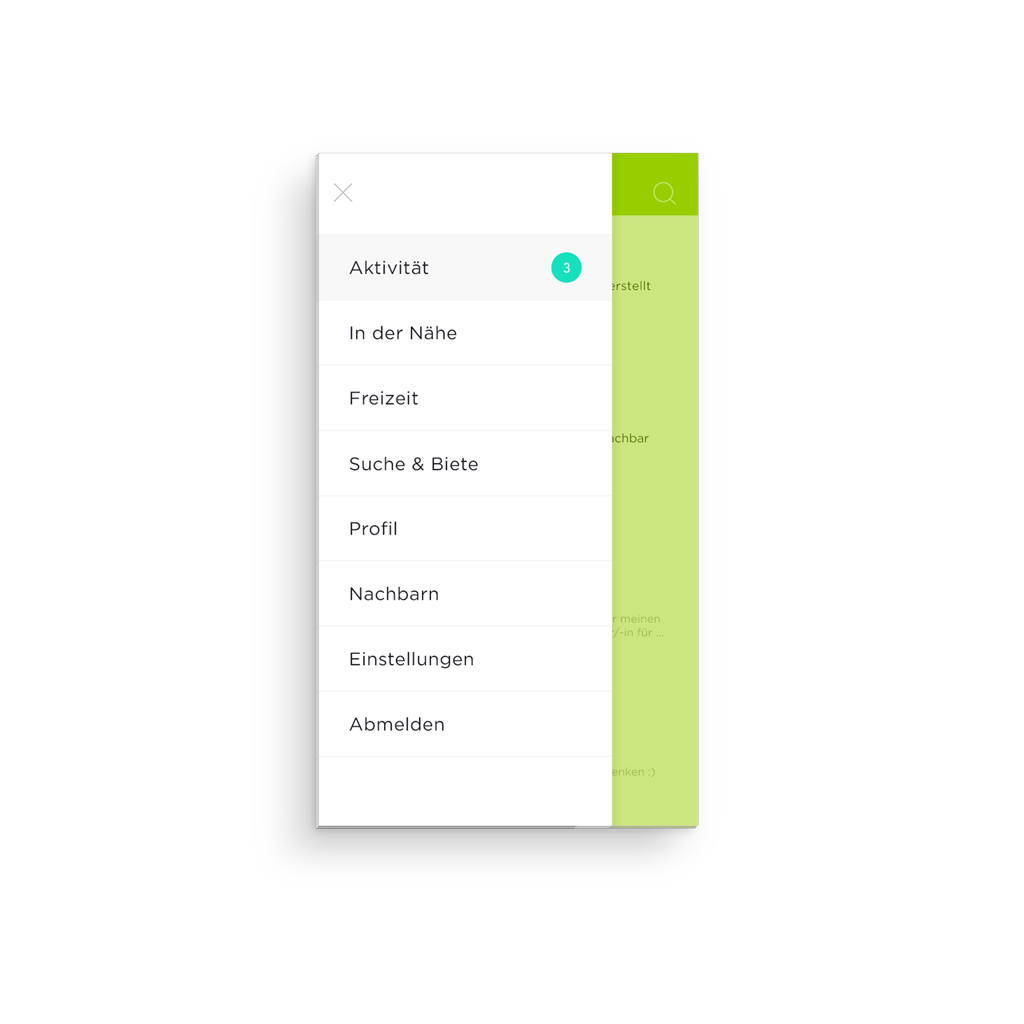 Aktivität 3
erstellt
In der Nähe
Freizeit
achbar
Suche & Biete
Profil
Nachbarn
r meinen
/-in für ...
Einstellungen
Abmelden
enken :)